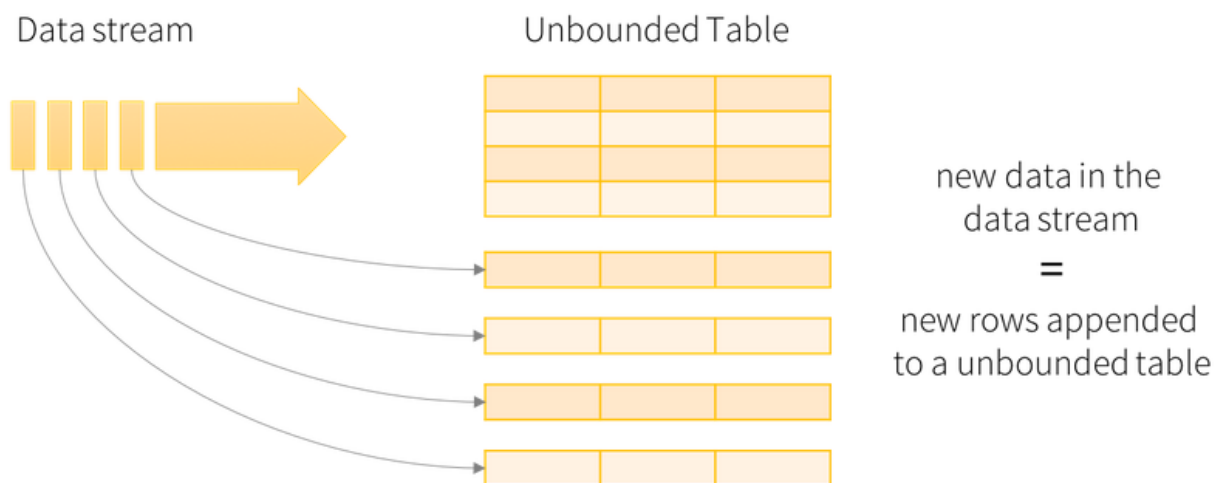 Data stream
Unbounded Table
new data in the
data stream
=
new rows appended
to a unbounded table